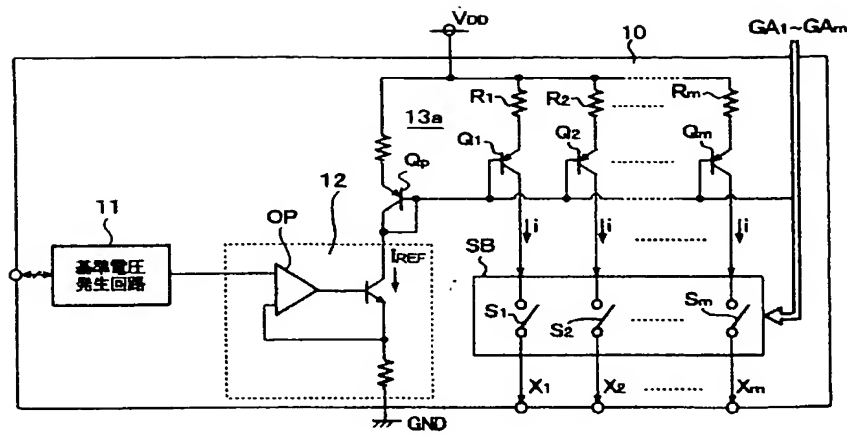 VDD
10
GA1~GAm
R1
R2
Rm
13a
Q1
Q2
Qm
12
QP
11
OP
i
i
i
IREF
SB
基準電圧
発生回路
S1
S2
Sm
X1
X2
Xm
GND